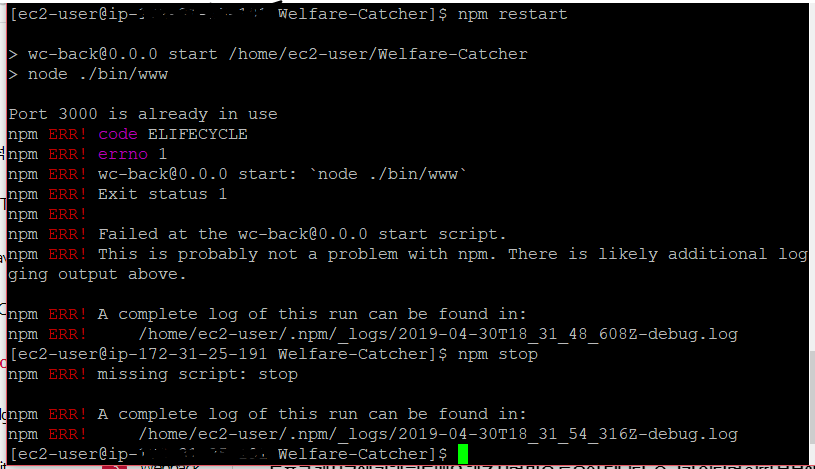 [ec2-user@ip- Welfare-Catcher]$ npm restart
> wc-back@0.0.0 start /home/ec2-user/Welfare-Catcher
> node ./bin/www
Port 3000 is already in use
npm ERR! code ELIFECYCLE
npm ERR! errno 1
npm ERR! wc-back@0.0.0 start: `node ./bin/www`
npm ERR! Exit status 1
npm ERR!
npm ERR! Failed at the wc-back@0.0.0 start script.
npm ERR! This is probably not a problem with npm. There is likely additional log
ging output above.
npm ERR! A complete log of this run can be found in:
npm ERR!     /home/ec2-user/.npm/_logs/2019-04-30T18_31_48_608Z-debug.log
[ec2-user@ip-172-31-25-191 Welfare-Catcher]$ npm stop
npm ERR! missing script: stop
npm ERR! A complete log of this run can be found in:
npm ERR!     /home/ec2-user/.npm/_logs/2019-04-30T18_31_54_316Z-debug.log
[ec2-user@ip- Welfare-Catcher]$